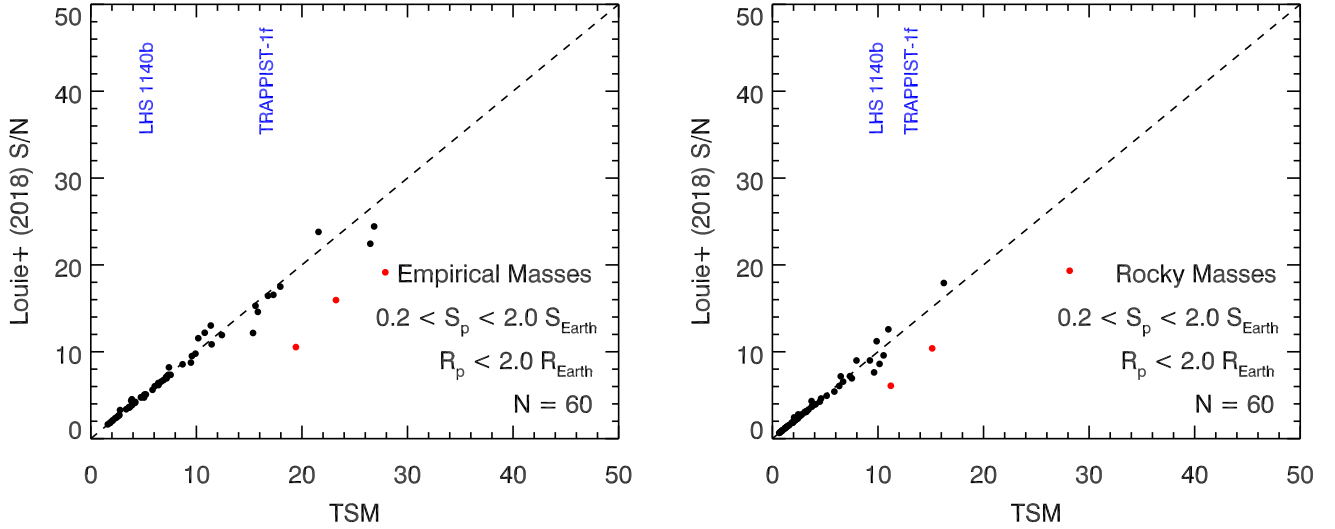 50
40
30
20
10
0
Louie+ (2018) S/N
LHS 1140b
TRAPPIST-1f
Empirical Masses
0.2 < Sp < 2.0 SEarth
Rp < 2.0 REarth
N = 60
0 10 20 30 40 50
TSM
50
40
30
20
10
0
Louie+ (2018) S/N
LHS 1140b
TRAPPIST-1f
Rocky Masses
0.2 < Sp < 2.0 SEarth
Rp < 2.0 REarth
N = 60
0 10 20 30 40 50
TSM